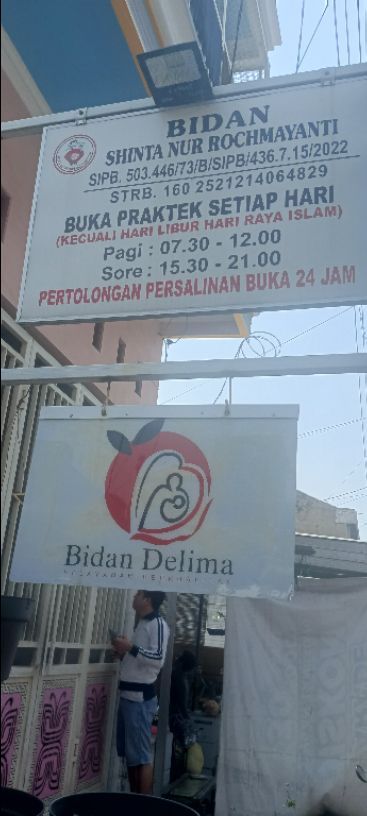 BIDAN
SHINTA NUR ROCHMAYANTI
SIPB. 503.446/73/B/SIPB/436.7.15/2022
STRB. 160 2521214064829
BUKA PRAKTEK SETIAP HARI
(KECUALI HARI LIBUR HARI RAYA ISLAM)
Pagi : 07.30 - 12.00
Sore : 15.30 - 21.00
PERTOLONGAN PERSALINAN BUKA 24 JAM
Bidan Delima